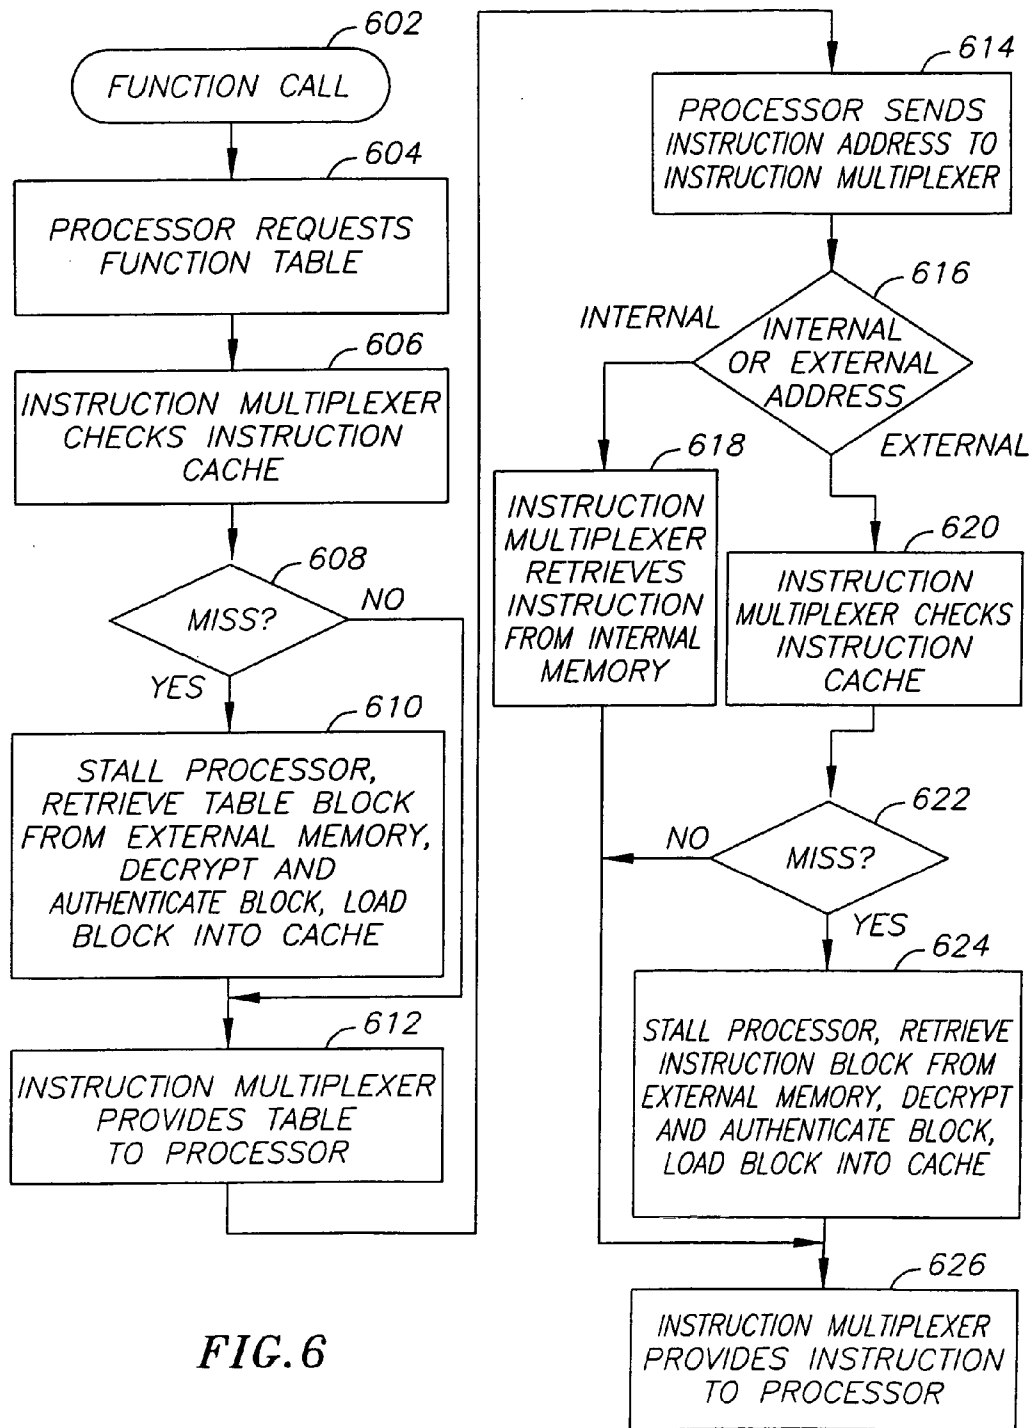 602
FUNCTION CALL
604
PROCESSOR REQUESTS
FUNCTION TABLE
606
INSTRUCTION MULTIPLEXER
CHECKS INSTRUCTION
CACHE
608
MISS?
NO
YES
610
STALL PROCESSOR,
RETRIEVE TABLE BLOCK
FROM EXTERNAL MEMORY,
DECRYPT AND
AUTHENTICATE BLOCK, LOAD
BLOCK INTO CACHE
612
INSTRUCTION MULTIPLEXER
PROVIDES TABLE
TO PROCESSOR
614
PROCESSOR SENDS
INSTRUCTION ADDRESS TO
INSTRUCTION MULTIPLEXER
616
INTERNAL
INTERNAL
OR EXTERNAL
ADDRESS
EXTERNAL
618
INSTRUCTION
MULTIPLEXER
RETRIEVES
INSTRUCTION
FROM INTERNAL
MEMORY
620
INSTRUCTION
MULTIPLEXER CHECKS
INSTRUCTION
CACHE
622
NO
MISS?
YES
624
STALL PROCESSOR, RETRIEVE
INSTRUCTION BLOCK FROM
EXTERNAL MEMORY, DECRYPT
AND AUTHENTICATE BLOCK,
LOAD BLOCK INTO CACHE
626
INSTRUCTION MULTIPLEXER
PROVIDES INSTRUCTION
TO PROCESSOR
FIG.6